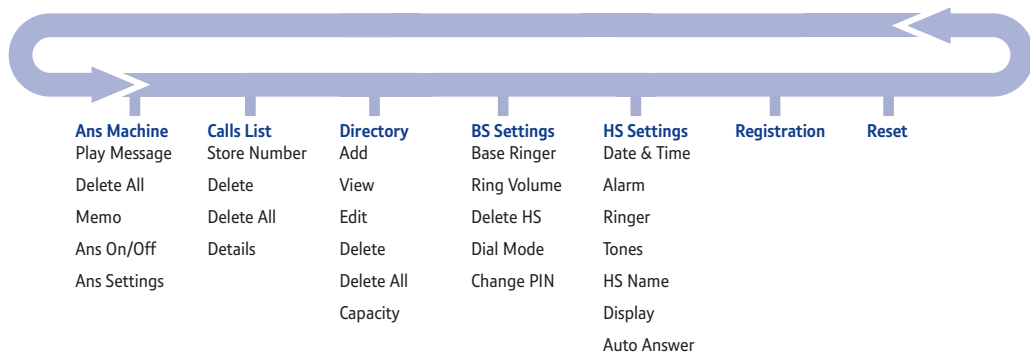 Ans Machine
Play Message
Delete All
Memo
Ans On/Off
Ans Settings
Calls List
Store Number
Delete
Delete All
Details
Directory
Add
View
Edit
Delete
Delete All
Capacity
BS Settings
Base Ringer
Ring Volume
Delete HS
Dial Mode
Change PIN
HS Settings
Date & Time
Alarm
Ringer
Tones
HS Name
Display
Auto Answer
Registration
Reset